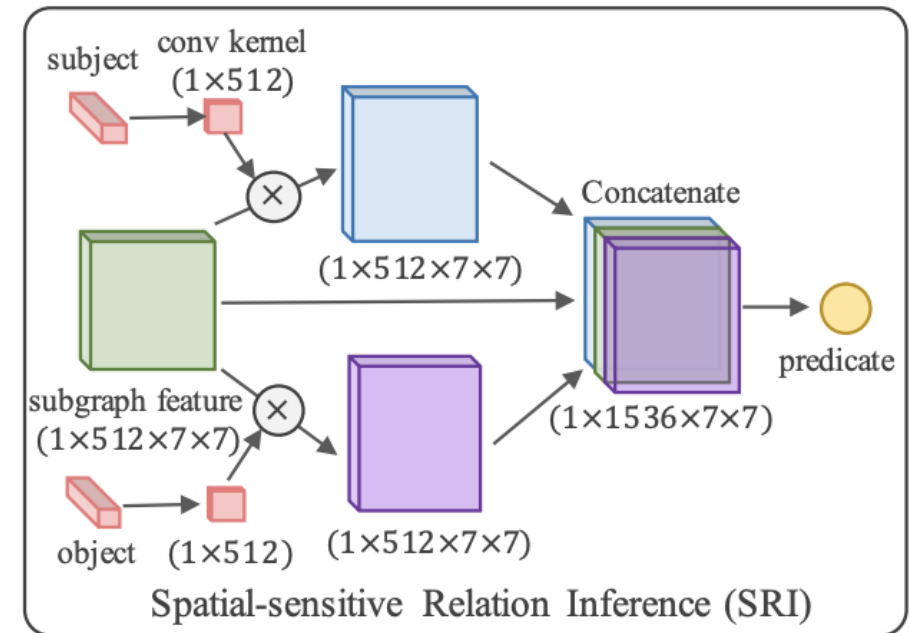 subject
conv kernel
(1×512)
×
(1×512×7×7)
Concatenate
subgraph feature
(1×512×7×7)
×
(1×1536×7×7)
predicate
object
(1×512)
(1×512×7×7)
Spatial-sensitive Relation Inference (SRI)